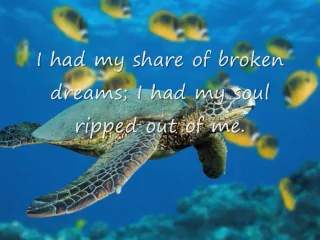 I had my share of broken
dreams; I had my soul
ripped out of me.